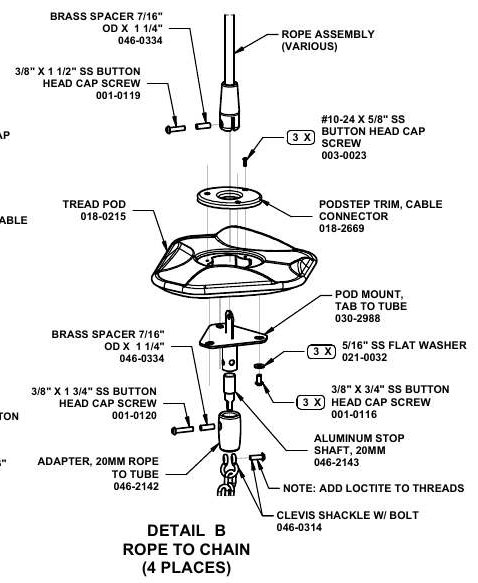 BRASS SPACER 7/16"
OD X 1 1/4"
046-0334
ROPE ASSEMBLY
(VARIOUS)
3/8" X 1 1/2" SS BUTTON
HEAD CAP SCREW
001-0119
#10-24 X 5/8" SS
BUTTON HEAD CAP
SCREW
003-0023
3 X
AP
TREAD POD
018-0215
PODSTEP TRIM, CABLE
CONNECTOR
018-2669
ABLE
POD MOUNT,
TAB TO TUBE
030-2988
BRASS SPACER 7/16"
OD X 1 1/4"
046-0334
3 X
5/16" SS FLAT WASHER
021-0032
3/8" X 1 3/4" SS BUTTON
HEAD CAP SCREW
001-0120
3 X
3/8" X 3/4" SS BUTTON
HEAD CAP SCREW
001-0116
TON
ALUMINUM STOP
SHAFT, 20MM
046-2143
ADAPTER, 20MM ROPE
TO TUBE
046-2142
NOTE: ADD LOCTITE TO THREADS
CLEVIS SHACKLE W/ BOLT
046-0314
DETAIL B
ROPE TO CHAIN
(4 PLACES)